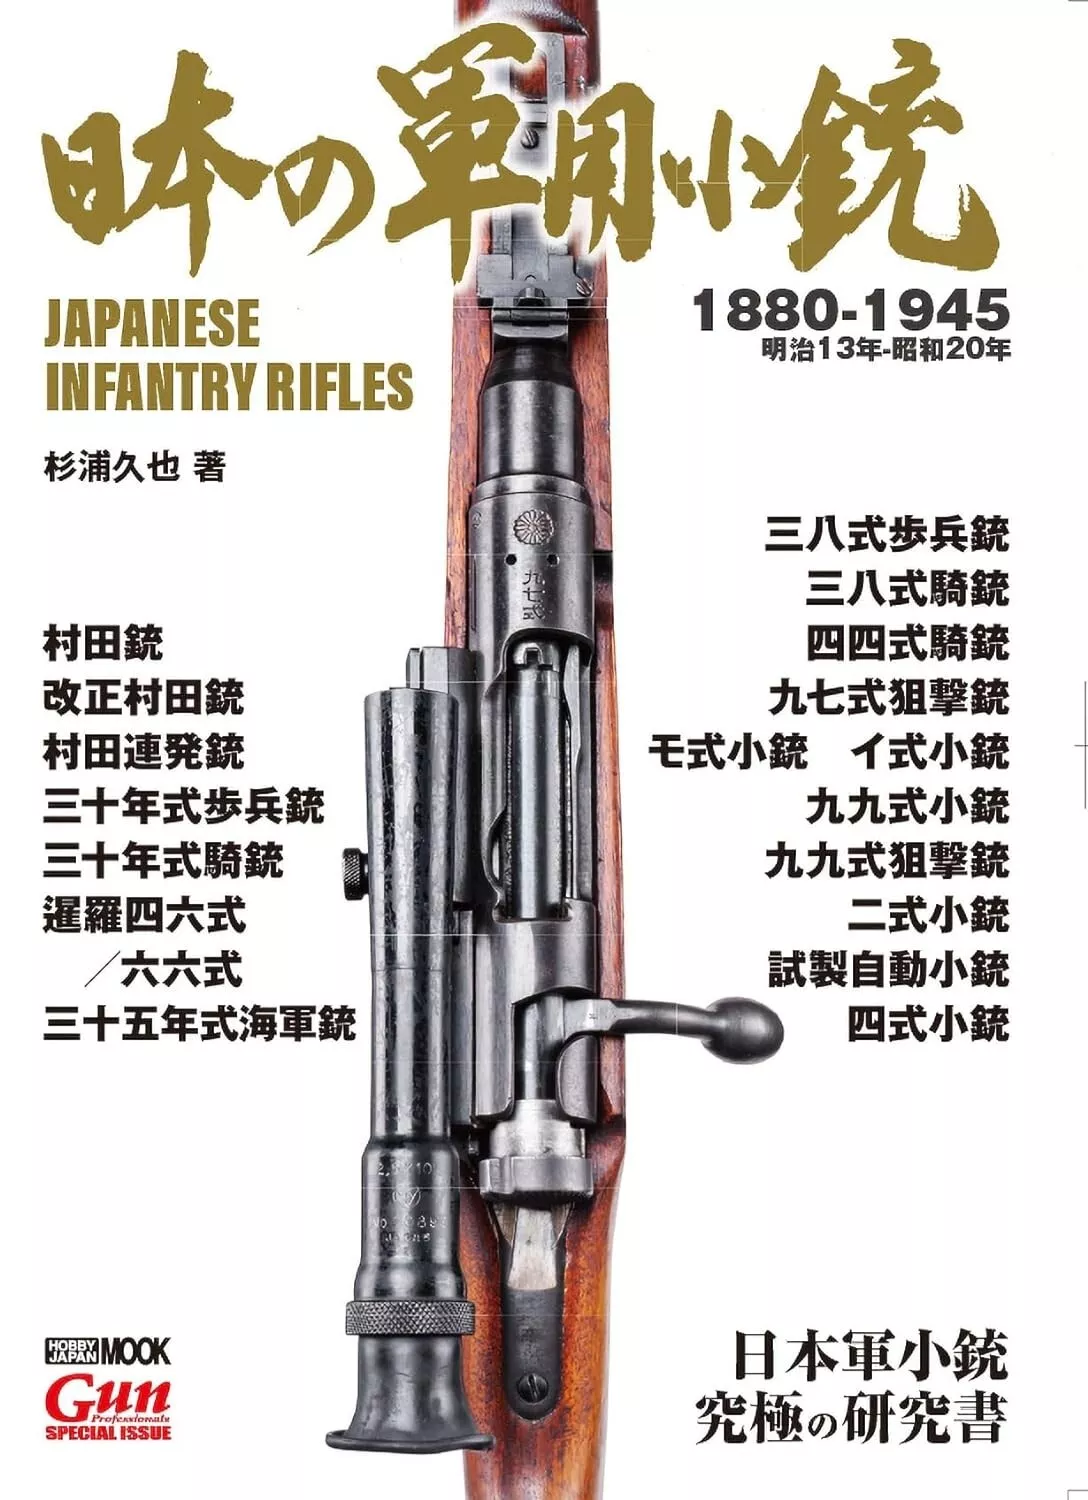 日本の軍用小銃
JAPANESE
INFANTRY RIFLES
1880-1945
明治13年-昭和20年
杉浦久也 著
村田銃
改正村田銃
村田連発銃
三十年式歩兵銃
三十年式騎銃
暹羅四六式
／六六式
三十五年式海軍銃
三八式歩兵銃
三八式騎銃
四四式騎銃
九七式狙撃銃
モ式小銃　イ式小銃
九九式小銃
九九式狙撃銃
二式小銃
試製自動小銃
四式小銃
九七式
HOBBY
JAPAN MOOK
Gun
Professionals
SPECIAL ISSUE
日本軍小銃
究極の研究書